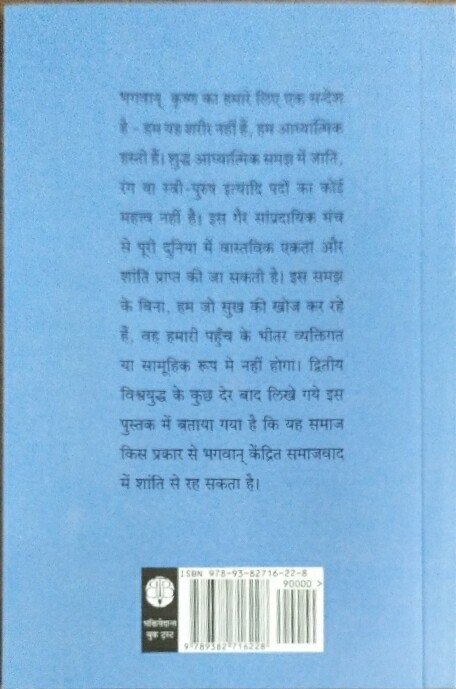 भगवान् कृष्ण का हमारे लिए एक सन्देश
है - हम यह शरीर नहीं हैं, हम आध्यात्मिक
हस्ती हैं। शुद्ध आध्यात्मिक समझ में जाति,
रंग या स्त्री-पुरुष इत्यादि पदों का कोई
महत्त्व नहीं है। इस गैर सांप्रदायिक मंच
से पूरी दुनिया में वास्तविक एकता और
शांति प्राप्त की जा सकती है। इस समझ
के बिना, हम जो सुख की खोज कर रहे
हैं, वह हमारी पहुँच के भीतर व्यक्तिगत
या सामूहिक रूप मे नहीं होगा। द्वितीय
विश्वयुद्ध के कुछ देर बाद लिखे गये इस
पुस्तक में बताया गया है कि यह समाज
किस प्रकार से भगवान् केंद्रित समाजवाद
में शांति से रह सकता है।
ISBN 978-93-82716-22-8
90000 >
9 789382 716228
भक्तिवेदान्त
बुक ट्रस्ट